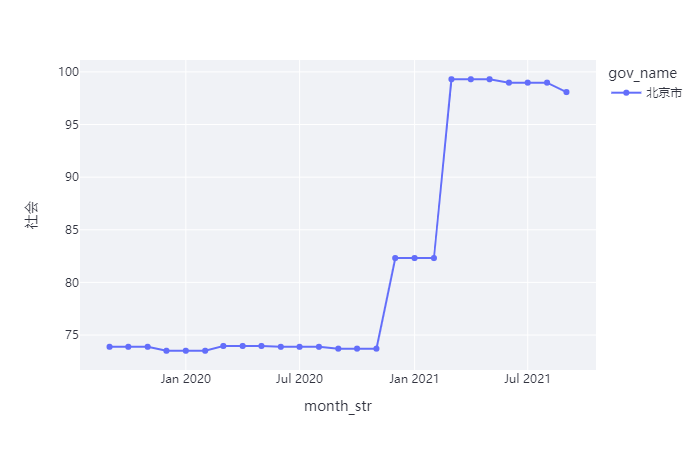 gov_name
北京市
100
95
90
85
80
75
社会
Jan 2020
Jul 2020
Jan 2021
Jul 2021
month_str